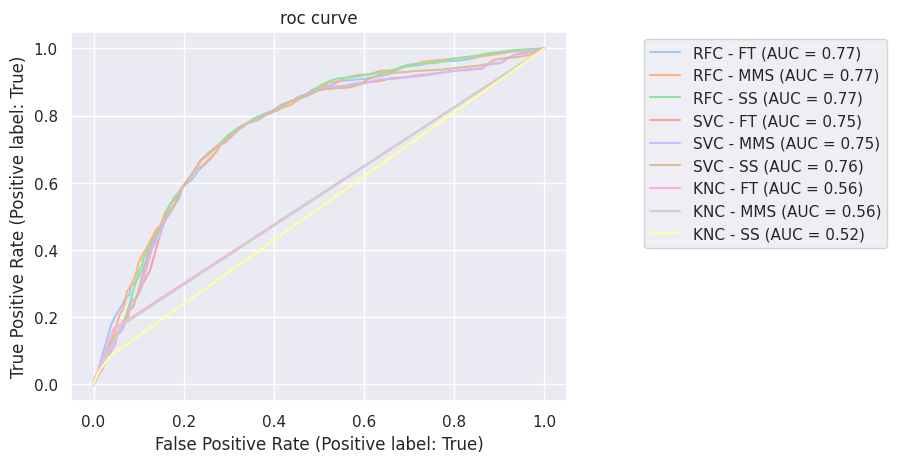 roc curve
True Positive Rate (Positive label: True)
1.0
0.8
0.6
0.4
0.2
0.0
0.0 0.2 0.4 0.6 0.8 1.0
False Positive Rate (Positive label: True)
RFC - FT (AUC = 0.77)
RFC - MMS (AUC = 0.77)
RFC - SS (AUC = 0.77)
SVC - FT (AUC = 0.75)
SVC - MMS (AUC = 0.75)
SVC - SS (AUC = 0.76)
KNC - FT (AUC = 0.56)
KNC - MMS (AUC = 0.56)
KNC - SS (AUC = 0.52)